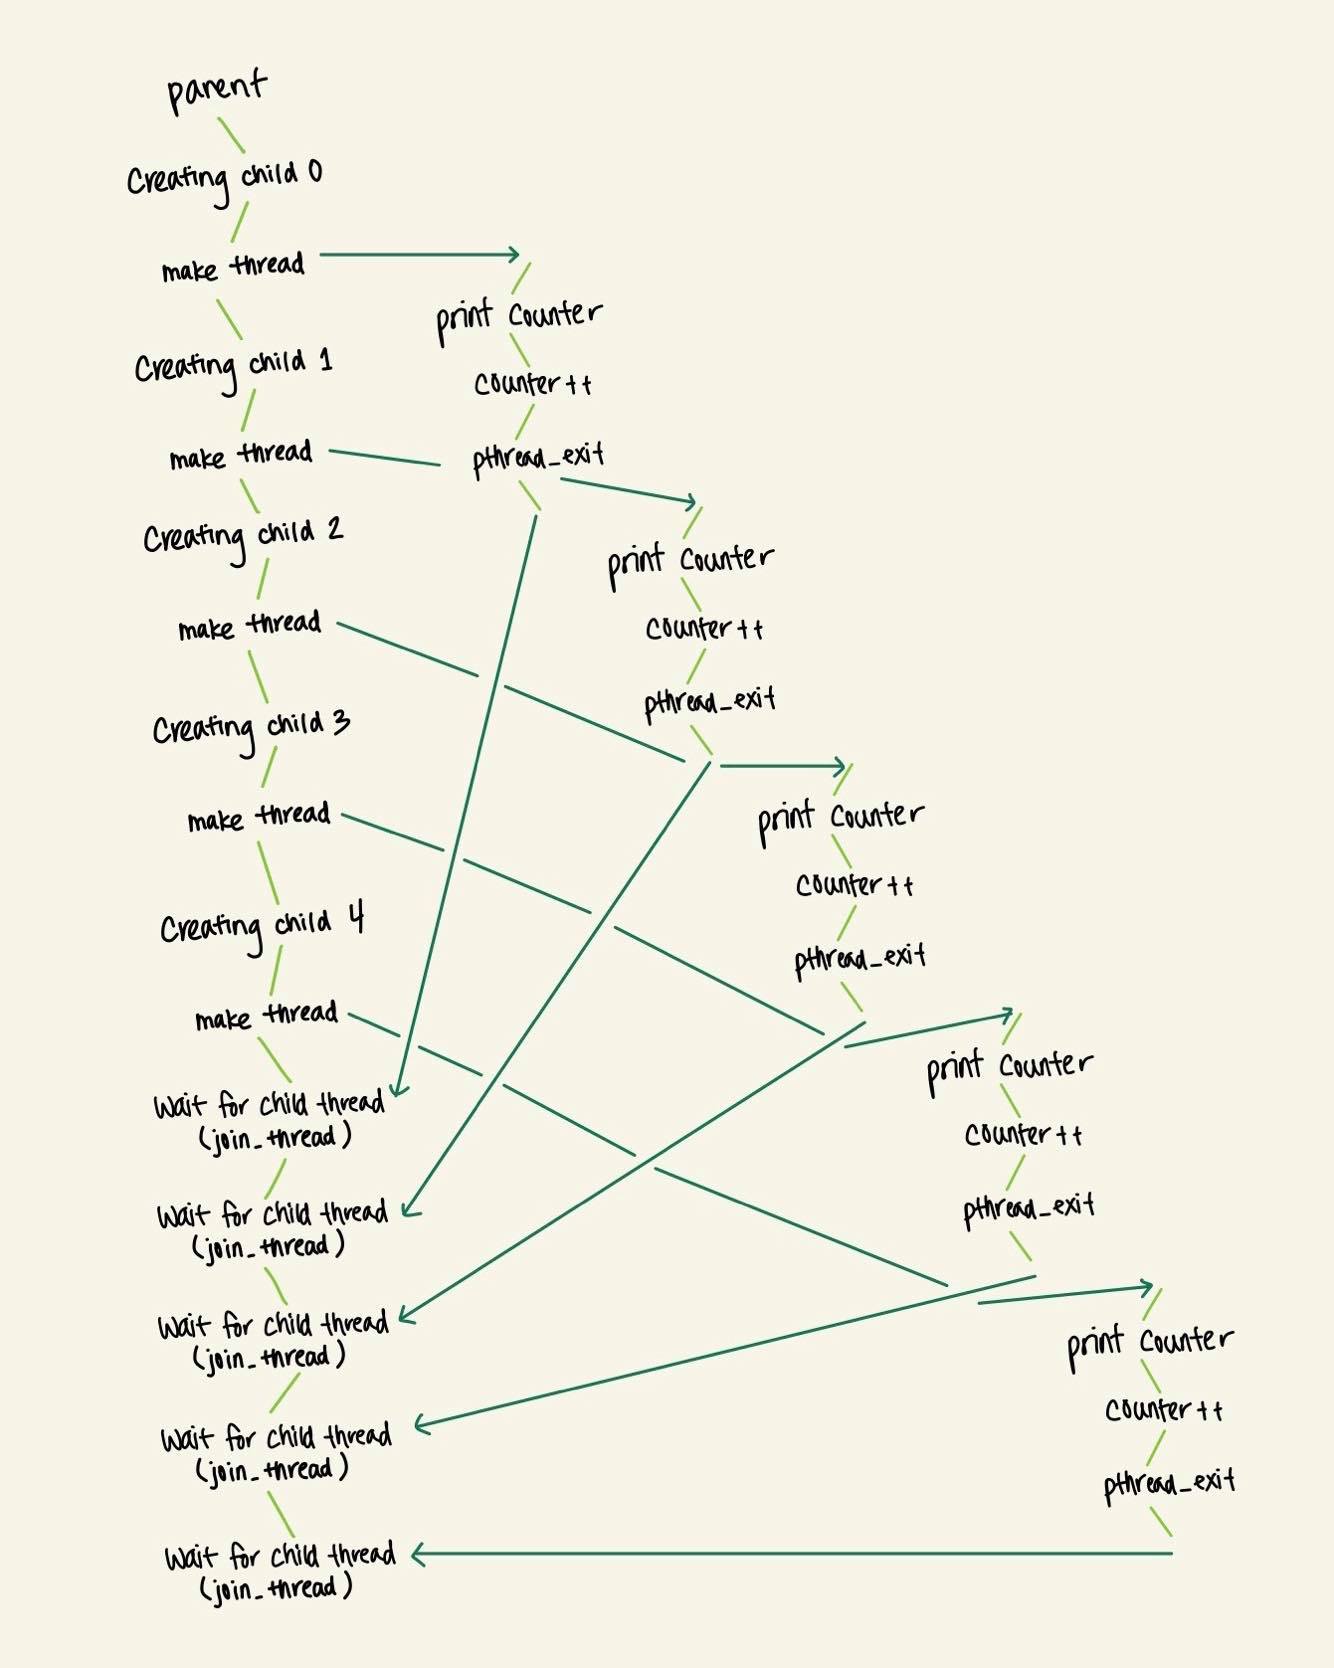 parent
Creating child 0
make thread
print counter
Creating child 1
counter++
make thread
pthread_exit
Creating child 2
print counter
make thread
counter++
pthread_exit
Creating child 3
make thread
print counter
counter++
Creating child 4
pthread_exit
make thread
print counter
Wait for child thread
(join_thread)
counter++
Wait for child thread
(join_thread)
pthread_exit
Wait for child thread
(join_thread)
print counter
Wait for child thread
(join_thread)
counter++
pthread_exit
Wait for child thread
(join_thread)